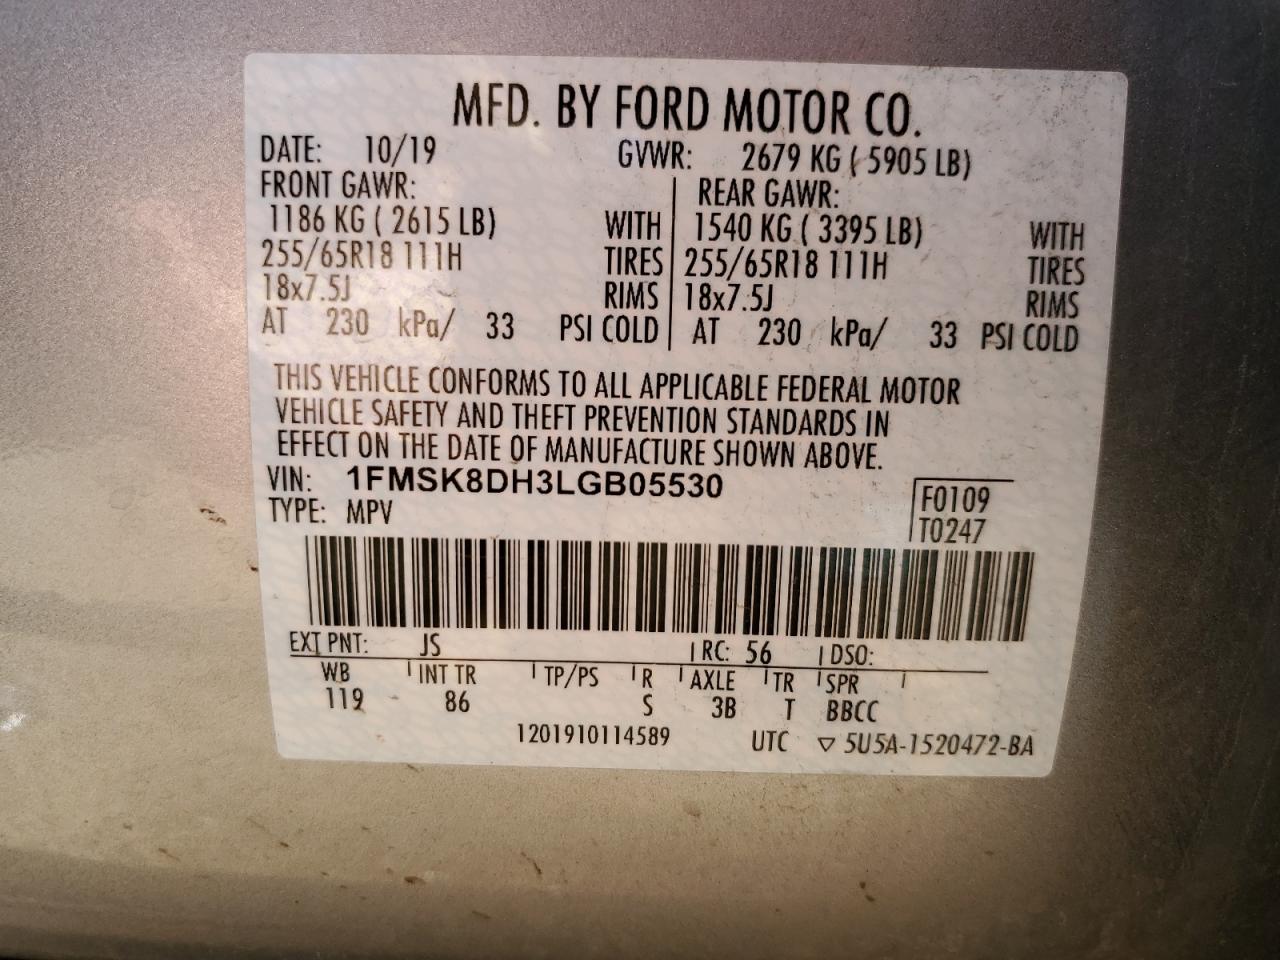 MFD. BY FORD MOTOR CO.
DATE: 10/19 GVWR: 2679 KG ( 5905 LB)
FRONT GAWR: REAR GAWR:
1186 KG ( 2615 LB) WITH 1540 KG ( 3395 LB) WITH
255/65R18 111H TIRES 255/65R18 111H TIRES
18x7.5J RIMS 18x7.5J RIMS
AT 230 kPa/ 33 PSI COLD AT 230 kPa/ 33 PSI COLD
THIS VEHICLE CONFORMS TO ALL APPLICABLE FEDERAL MOTOR
VEHICLE SAFETY AND THEFT PREVENTION STANDARDS IN
EFFECT ON THE DATE OF MANUFACTURE SHOWN ABOVE.
VIN: 1FMSK8DH3LGB05530 F0109
TYPE: MPV T0247
EXT PNT: JS RC: 56 DSO:
WB INT TR TP/PS R AXLE TR SPR
119 86 S 3B T BBCC
1201910114589 UTC ▽ 5U5A-1520472-BA